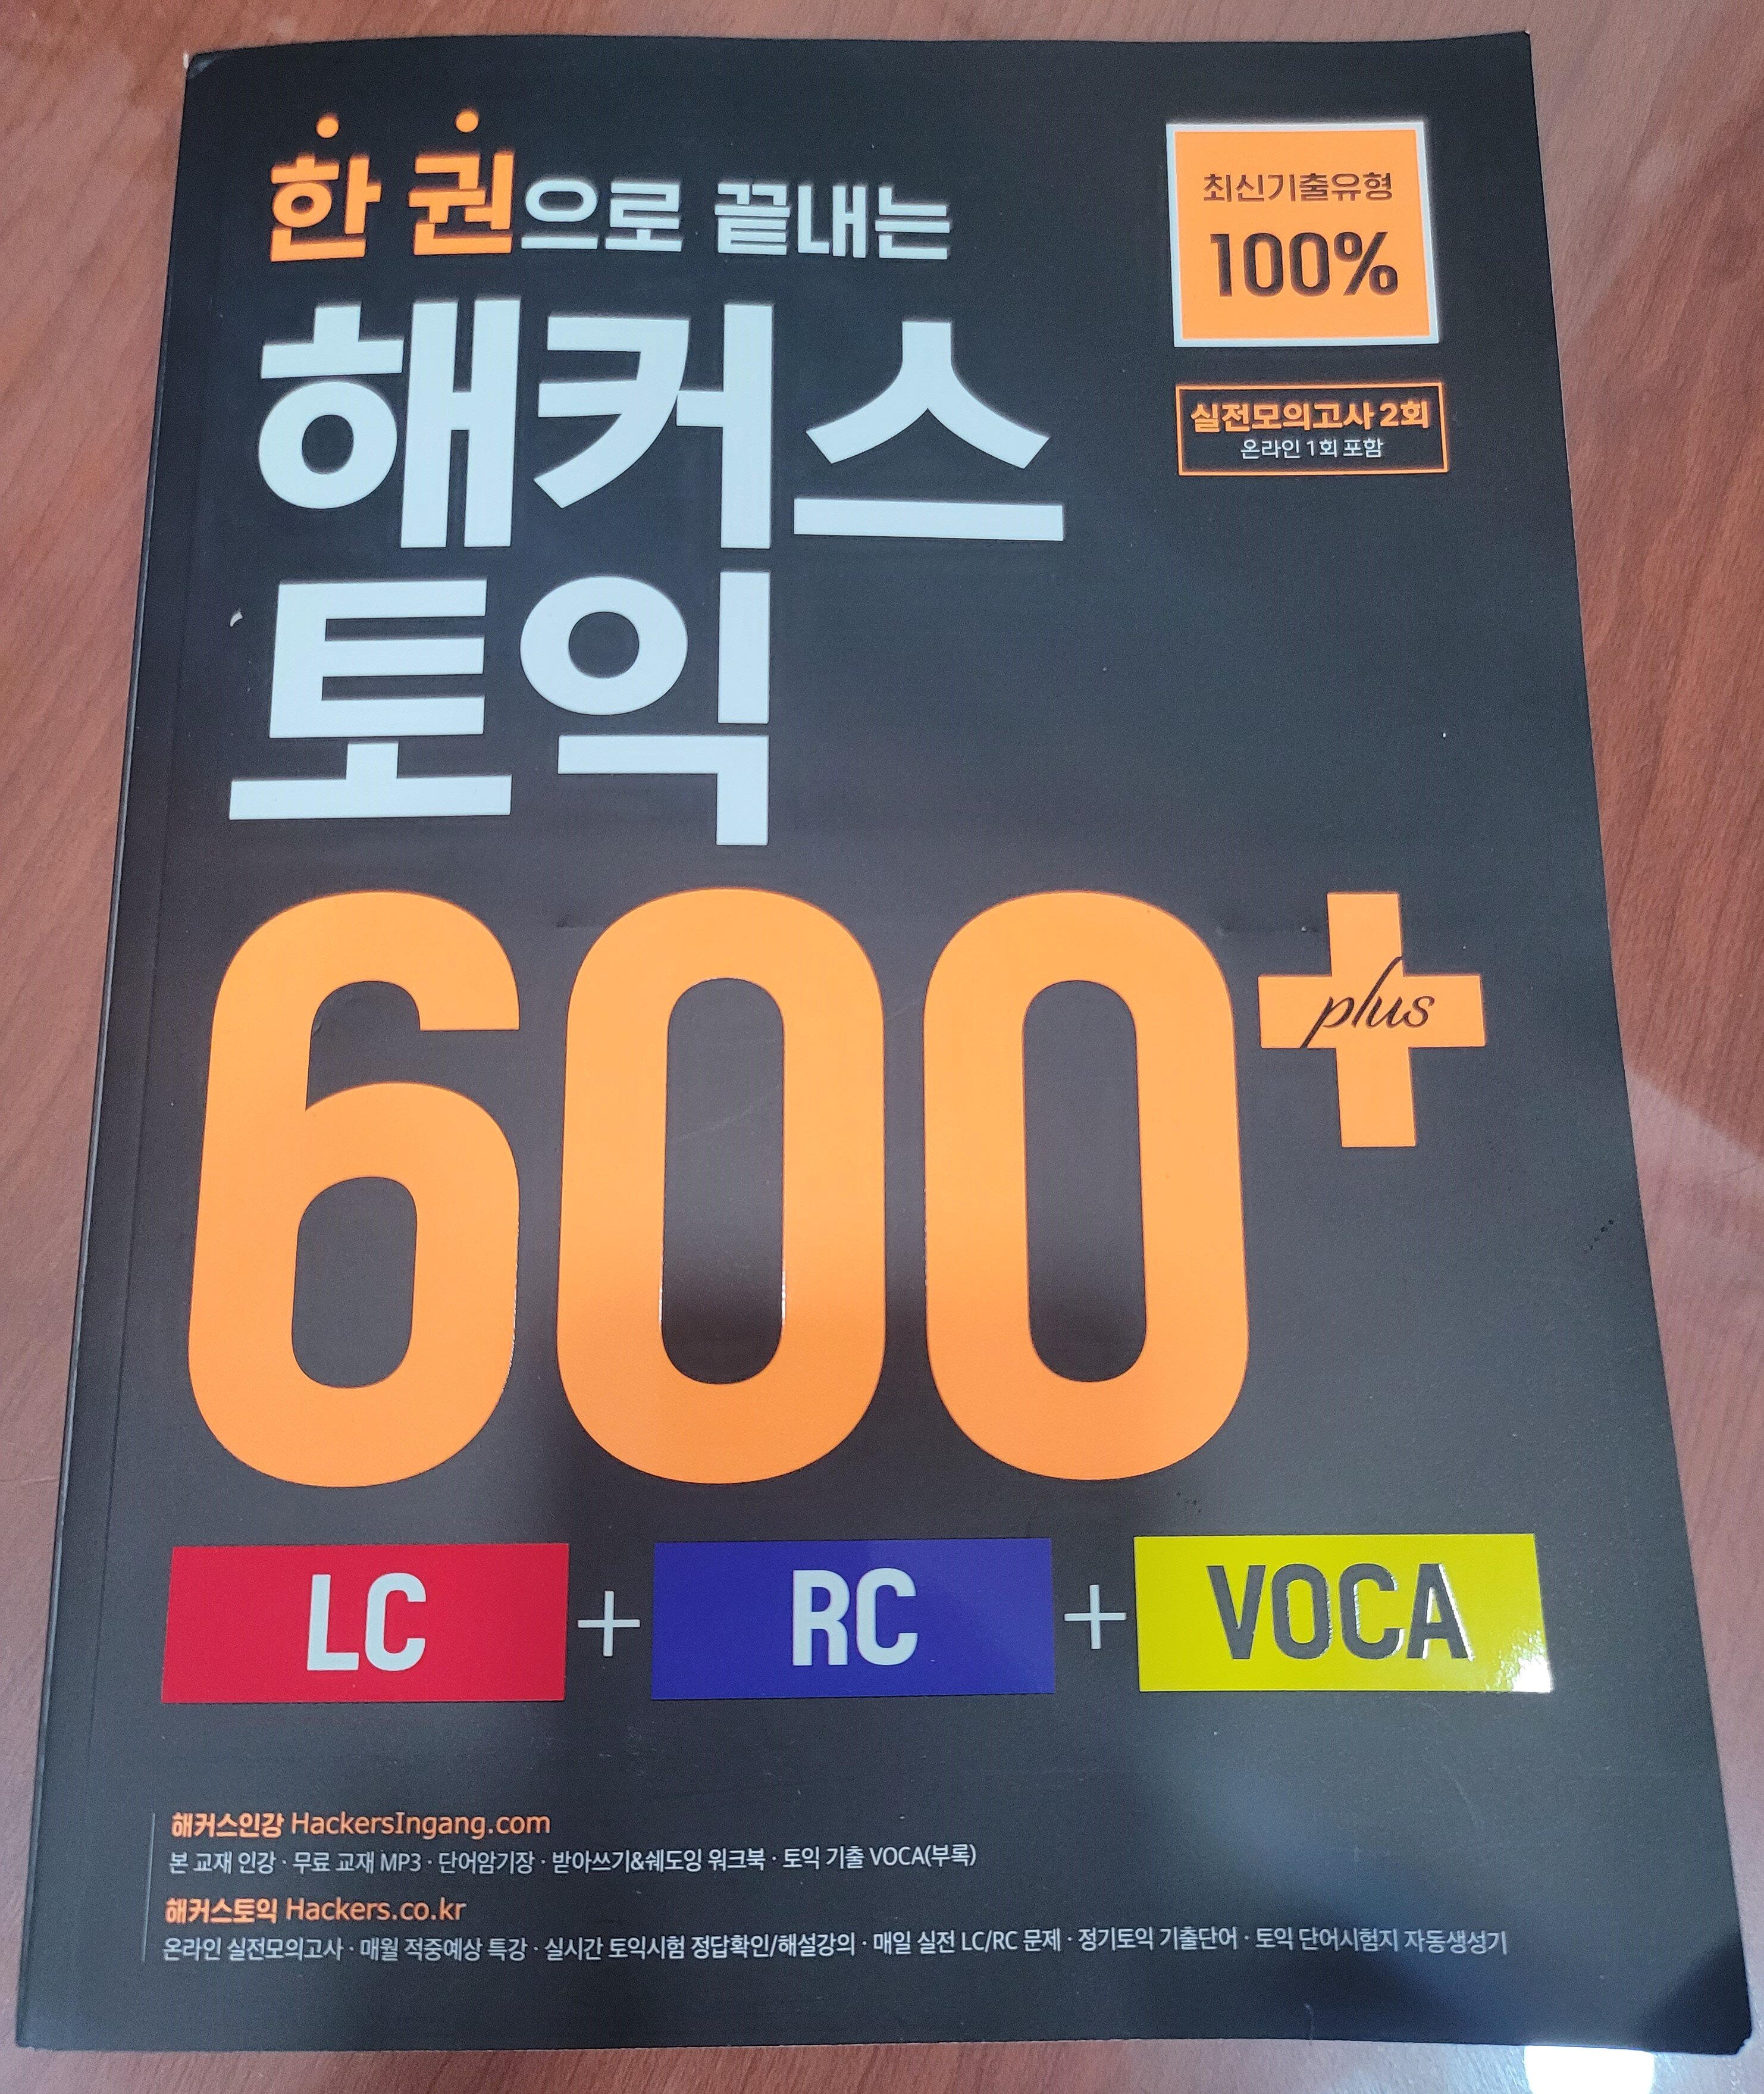 한 권으로 끝내는
해커스
토익
600+
plus
최신기출유형
100%
실전모의고사 2회
온라인 1회 포함
LC + RC + VOCA
해커스인강 HackersIngang.com
본 교재 인강 · 무료 교재 MP3 · 단어암기장 · 받아쓰기&쉐도잉 워크북 · 토익 기출 VOCA(부록)
해커스토익 Hackers.co.kr
온라인 실전모의고사 · 매월 적중예상 특강 · 실시간 토익시험 정답확인/해설강의 · 매일 실전 LC/RC 문제 · 정기토익 기출단어 · 토익 단어시험지 자동생성기